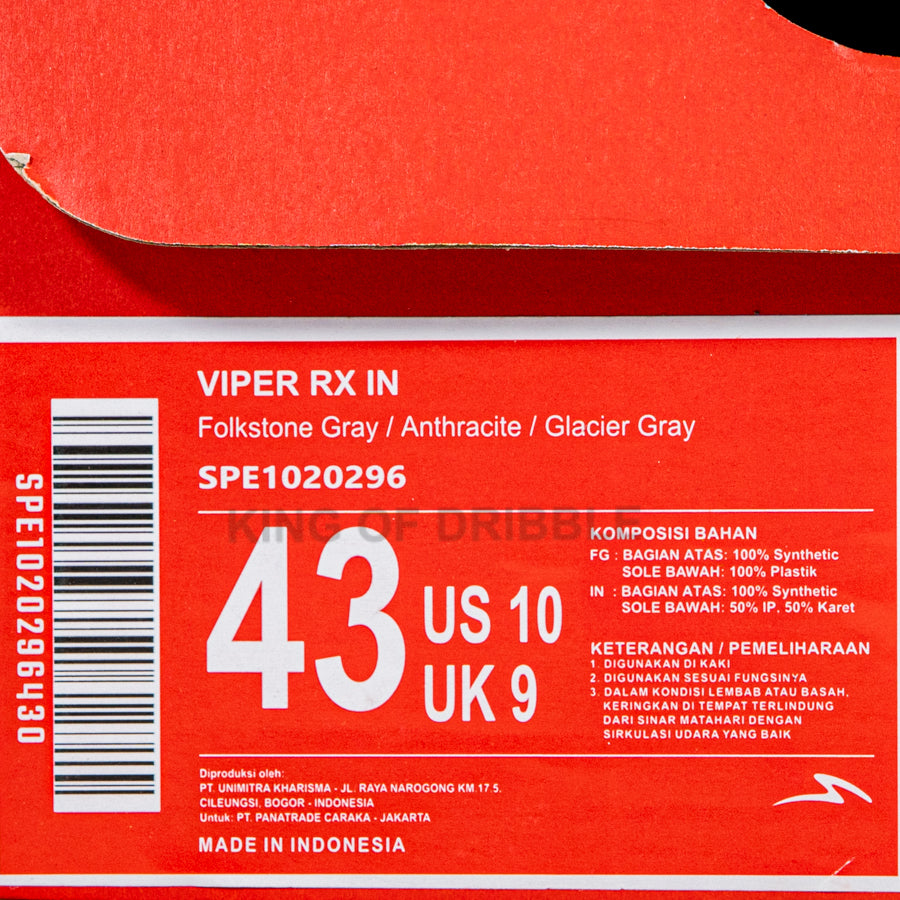 VIPER RX IN
Folkstone Gray / Anthracite / Glacier Gray
SPE1020296
SPE1020296430
KING OF DRIBBLE
43
US 10
UK 9
KOMPOSISI BAHAN
FG : BAGIAN ATAS: 100% Synthetic
SOLE BAWAH: 100% Plastik
IN : BAGIAN ATAS: 100% Synthetic
SOLE BAWAH: 50% IP, 50% Karet
KETERANGAN / PEMELIHARAAN
1. DIGUNAKAN DI KAKI
2. DIGUNAKAN SESUAI FUNGSINYA
3. DALAM KONDISI LEMBAB ATAU BASAH,
KERINGKAN DI TEMPAT TERLINDUNG
DARI SINAR MATAHARI DENGAN
SIRKULASI UDARA YANG BAIK
Diproduksi oleh:
PT. UNIMITRA KHARISMA - JL. RAYA NAROGONG KM.17.5.
CILEUNGSI, BOGOR - INDONESIA
Untuk: PT. PANATRADE CARAKA - JAKARTA
MADE IN INDONESIA